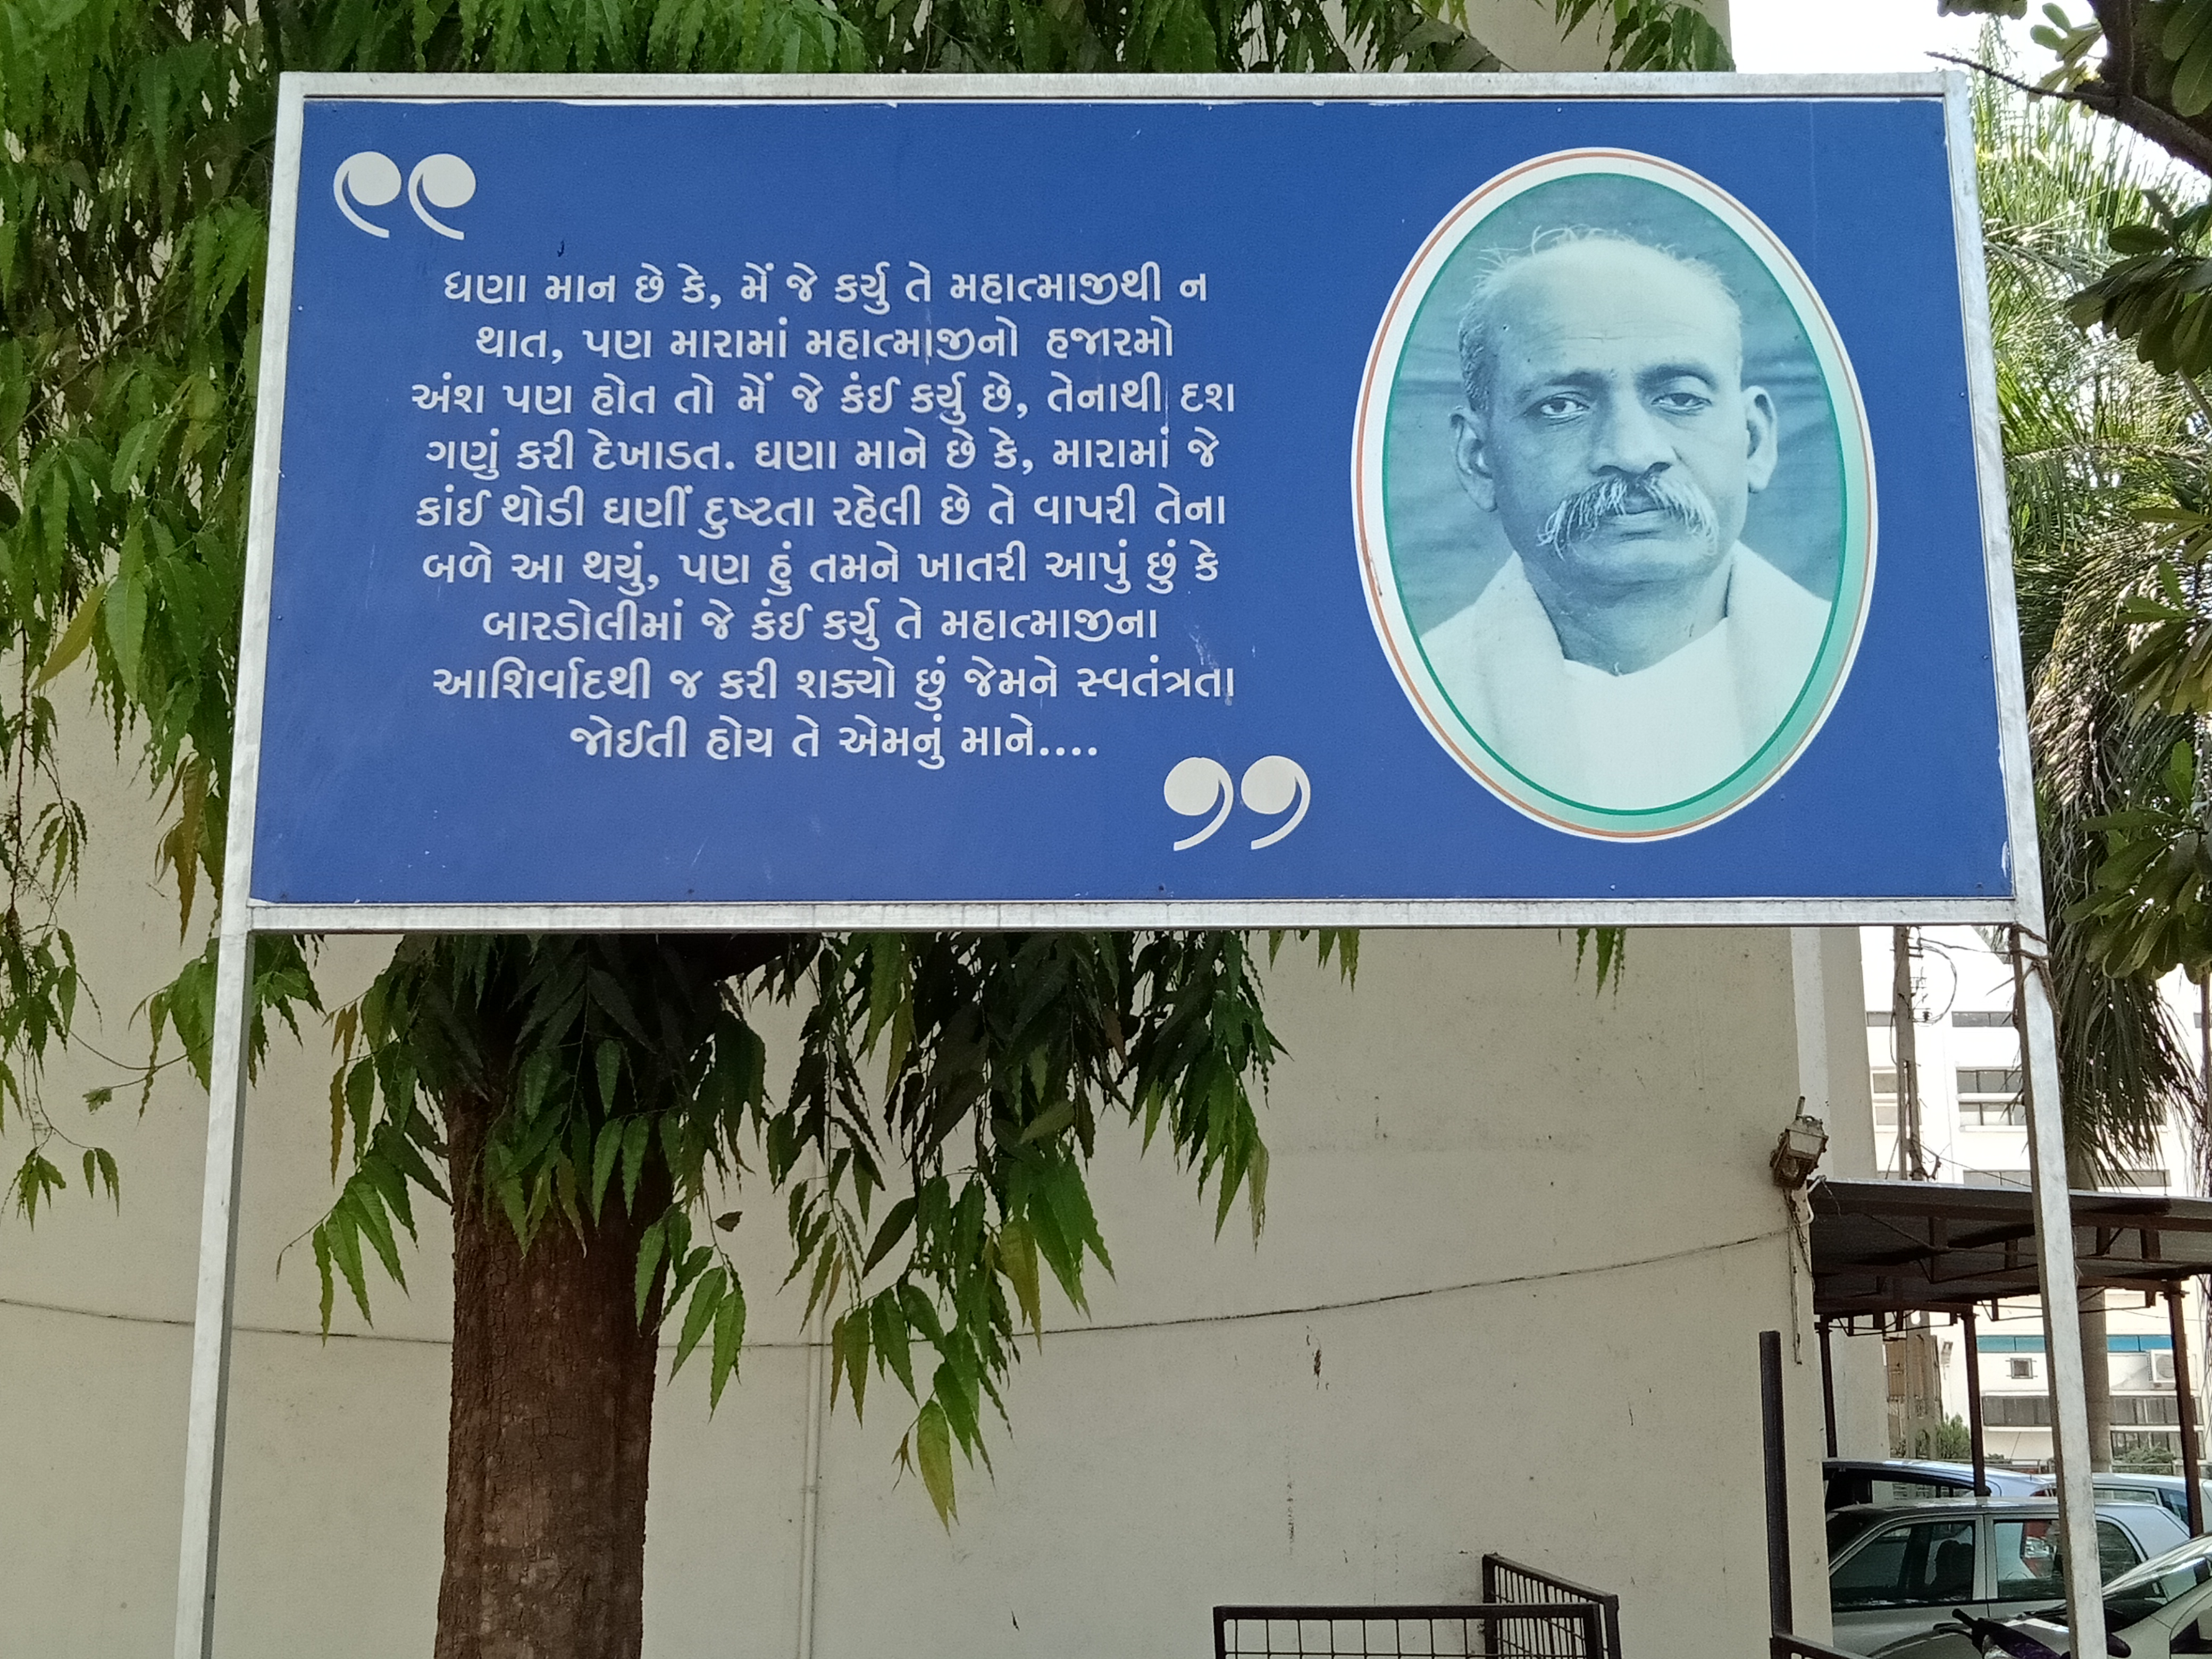 ઘણા માન છે કે, મેં જે કર્યુ તે મહાત્માજીથી ન
થાત, પણ મારામાં મહાત્માજીનો હજારમો
અંશ પણ હોત તો મેં જે કંઈ કર્યુ છે, તેનાથી દશ
ગણું કરી દેખાડત. ઘણા માને છે કે, મારામાં જે
કાંઈ થોડી ઘણીં દુષ્ટતા રહેલી છે તે વાપરી તેના
બળે આ થયું, પણ હું તમને ખાતરી આપું છું કે
બારડોલીમાં જે કંઈ કર્યુ તે મહાત્માજીના
આશિર્વાદથી જ કરી શક્યો છું જેમને સ્વતંત્રતા
જોઈતી હોય તે એમનું માને....